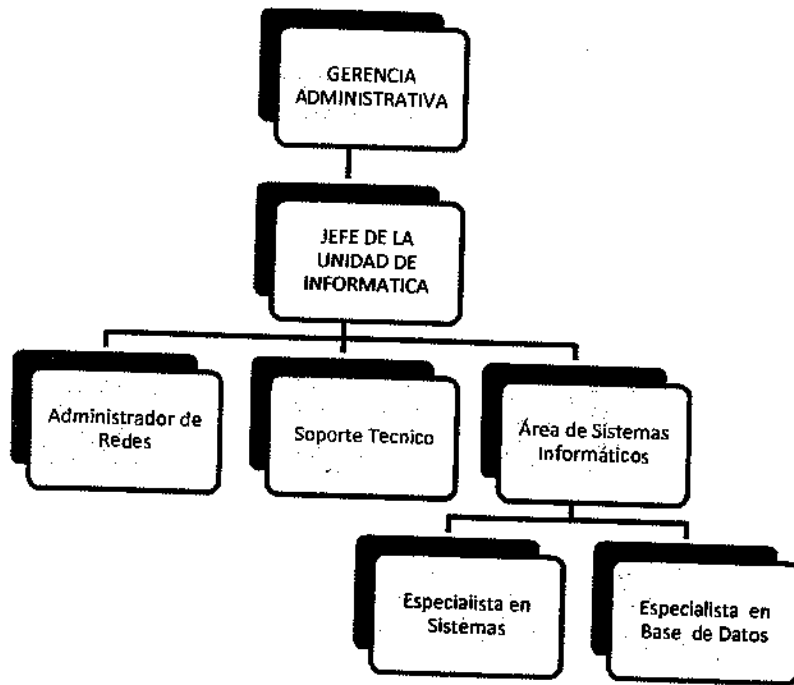 GERENCIA
ADMINISTRATIVA
JEFE DE LA
UNIDAD DE
INFORMATICA
Administrador de
Redes
Soporte Tecnico
Área de Sistemas
Informáticos
Especialista en
Sistemas
Especialista en
Base de Datos